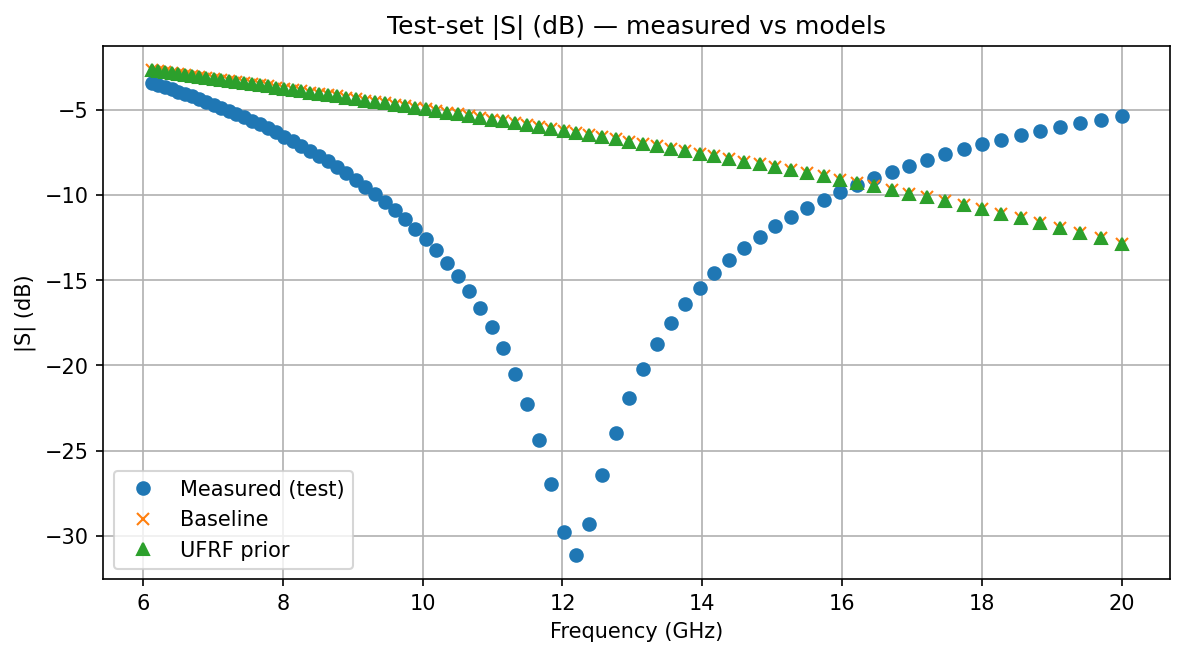 Test-set |S| (dB) — measured vs models
|S| (dB)
−5
−10
−15
−20
−25
−30
Measured (test)
Baseline
UFRF prior
6 8 10 12 14 16 18 20
Frequency (GHz)